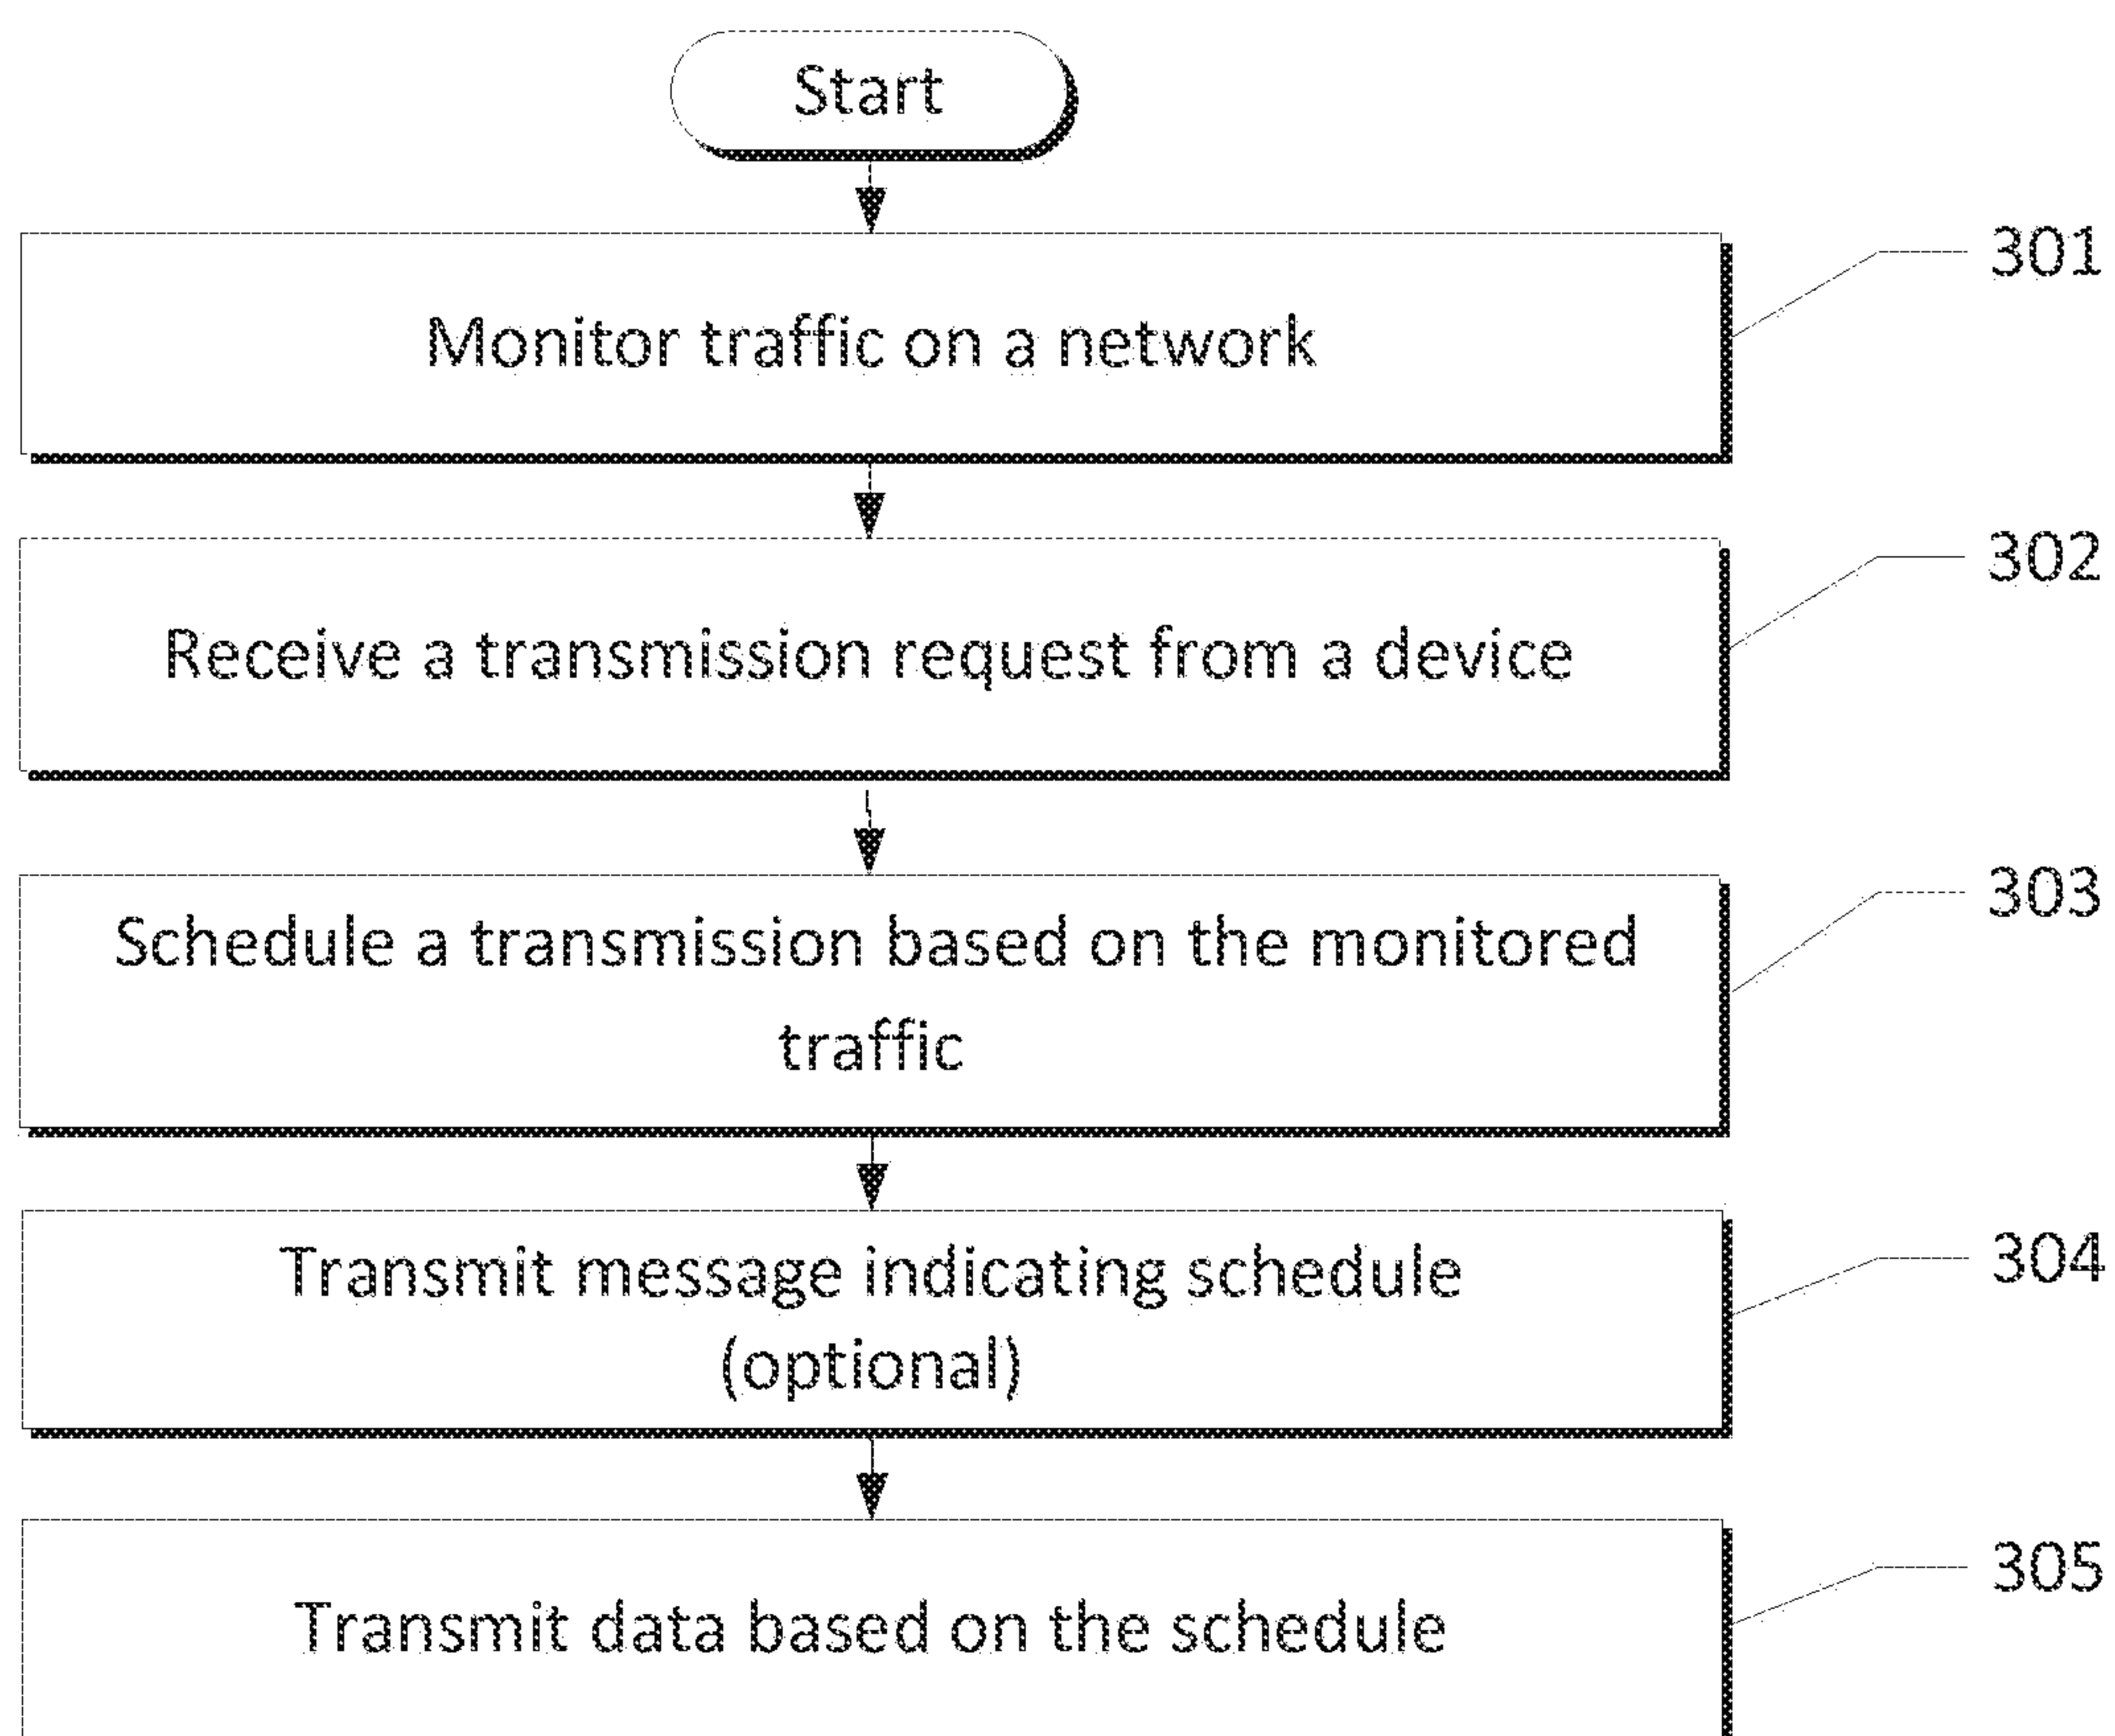 Start
301
Monitor traffic on a network
302
Receive a transmission request from a device
303
Schedule a transmission based on the monitored
traffic
304
Transmit message indicating schedule
(optional)
305
Transmit data based on the schedule